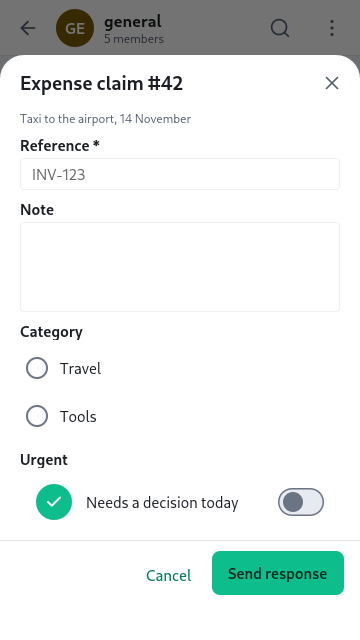 GE
general
5 members
Expense claim #42
Taxi to the airport, 14 November
Reference *
INV-123
Note
Category
Travel
Tools
Urgent
Needs a decision today
Cancel
Send response